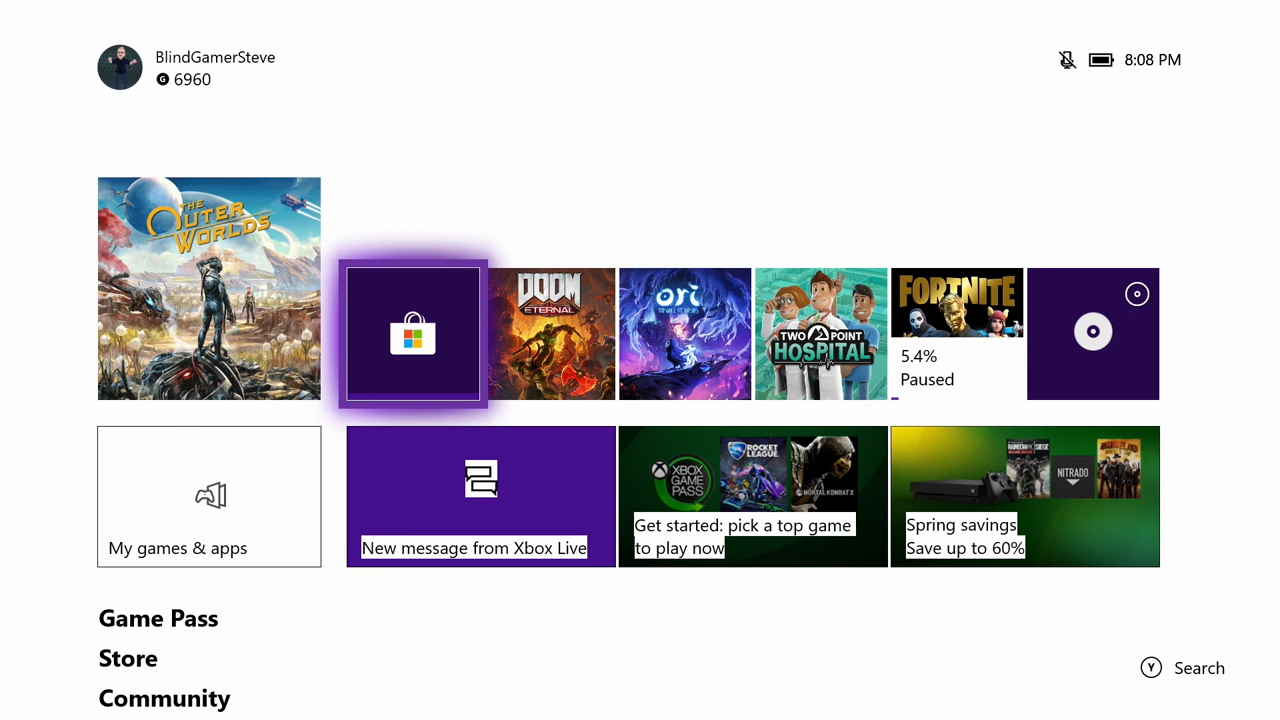 BlindGamerSteve
G 6960
8:08 PM
THE
OUTER
WORLDS
DOOM
ETERNAL
ori
TWO POINT
HOSPITAL
FORTNITE
5.4%
Paused
My games & apps
New message from Xbox Live
XBOX
GAME
PASS
ROCKET
LEAGUE
MORTAL KOMBAT X
Get started: pick a top game
to play now
NITRADO
Spring savings
Save up to 60%
Game Pass
Store
Community
Y Search